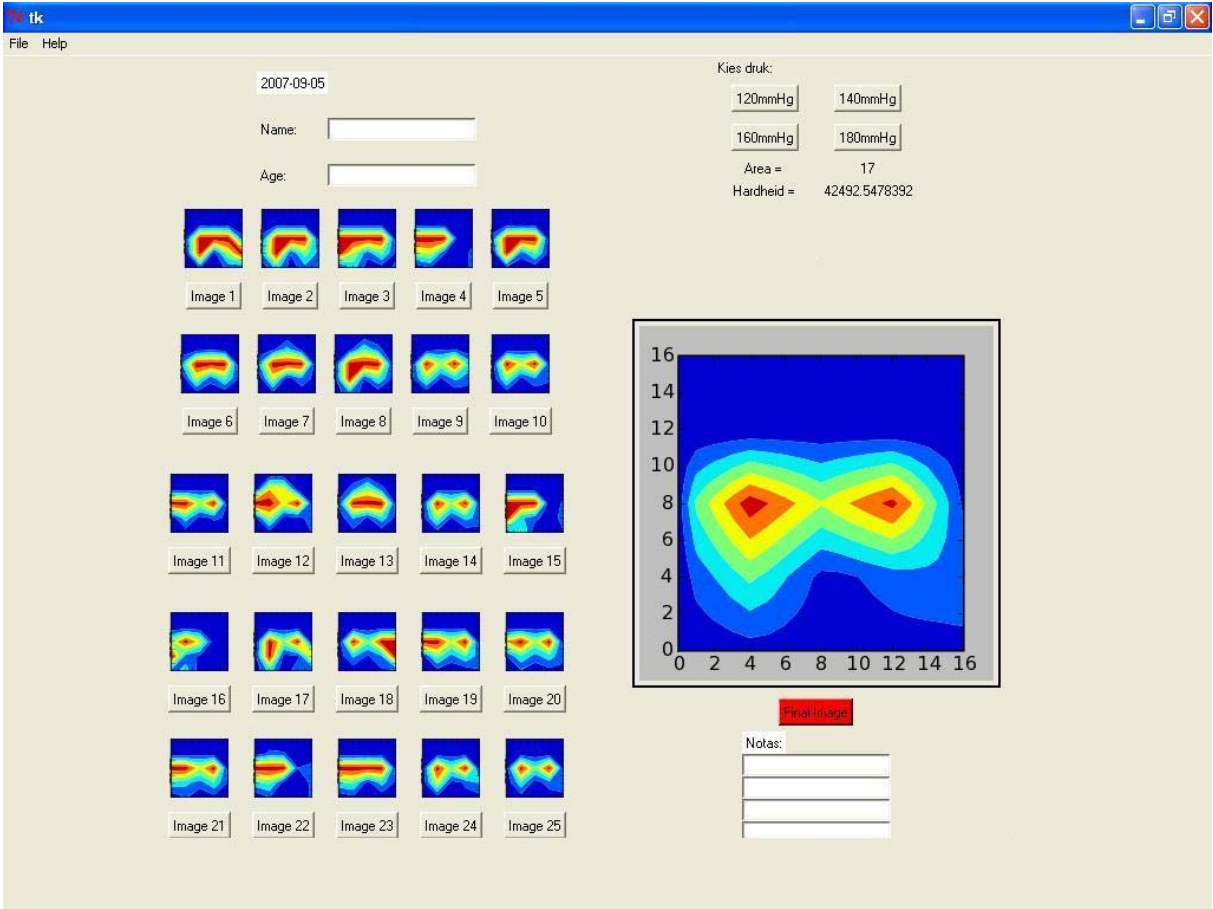 tk
File Help
2007-09-05
Name:
Age:
Image 1 Image 2 Image 3 Image 4 Image 5
Image 6 Image 7 Image 8 Image 9 Image 10
Image 11 Image 12 Image 13 Image 14 Image 15
Image 16 Image 17 Image 18 Image 19 Image 20
Image 21 Image 22 Image 23 Image 24 Image 25
Kies druk:
120mmHg 140mmHg
160mmHg 180mmHg
Area = 17
Hardheid = 42492.5478392
16
14
12
10
8
6
4
2
0
0 2 4 6 8 10 12 14 16
Final Image
Notas: